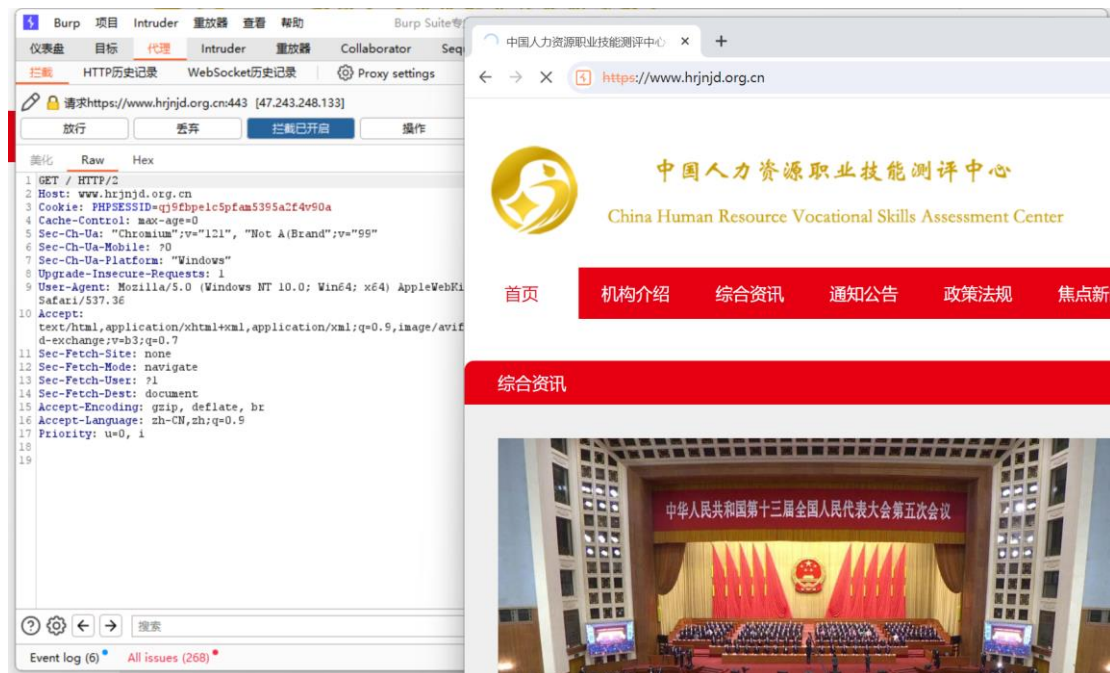 Burp 项目 Intruder 重放器 查看 帮助 Burp Suite专
仪表盘 目标 代理 Intruder 重放器 Collaborator Seq
拦截 HTTP历史记录 WebSocket历史记录 Proxy settings
请求https://www.hrjnjd.org.cn:443 [47.243.248.133]
放行 丢弃 拦截已开启 操作
美化 Raw Hex
1 GET / HTTP/2
2 Host: www.hrjnjd.org.cn
3 Cookie: PHPSESSID=qj9fbpelc5pfam5395a2f4v90a
4 Cache-Control: max-age=0
5 Sec-Ch-Ua: "Chromium";v="121", "Not A(Brand";v="99"
6 Sec-Ch-Ua-Mobile: ?0
7 Sec-Ch-Ua-Platform: "Windows"
8 Upgrade-Insecure-Requests: 1
9 User-Agent: Mozilla/5.0 (Windows NT 10.0; Win64; x64) AppleWebKi
Safari/537.36
10 Accept:
text/html,application/xhtml+xml,application/xml;q=0.9,image/avif
d-exchange;v=b3;q=0.7
11 Sec-Fetch-Site: none
12 Sec-Fetch-Mode: navigate
13 Sec-Fetch-User: ?1
14 Sec-Fetch-Dest: document
15 Accept-Encoding: gzip, deflate, br
16 Accept-Language: zh-CN,zh;q=0.9
17 Priority: u=0, i
18
19
搜索
Event log (6) All issues (268)
中国人力资源职业技能测评中心
https://www.hrjnjd.org.cn
中国人力资源职业技能测评中心
China Human Resource Vocational Skills Assessment Center
首页 机构介绍 综合资讯 通知公告 政策法规 焦点新
综合资讯
中华人民共和国第十三届全国人民代表大会第五次会议